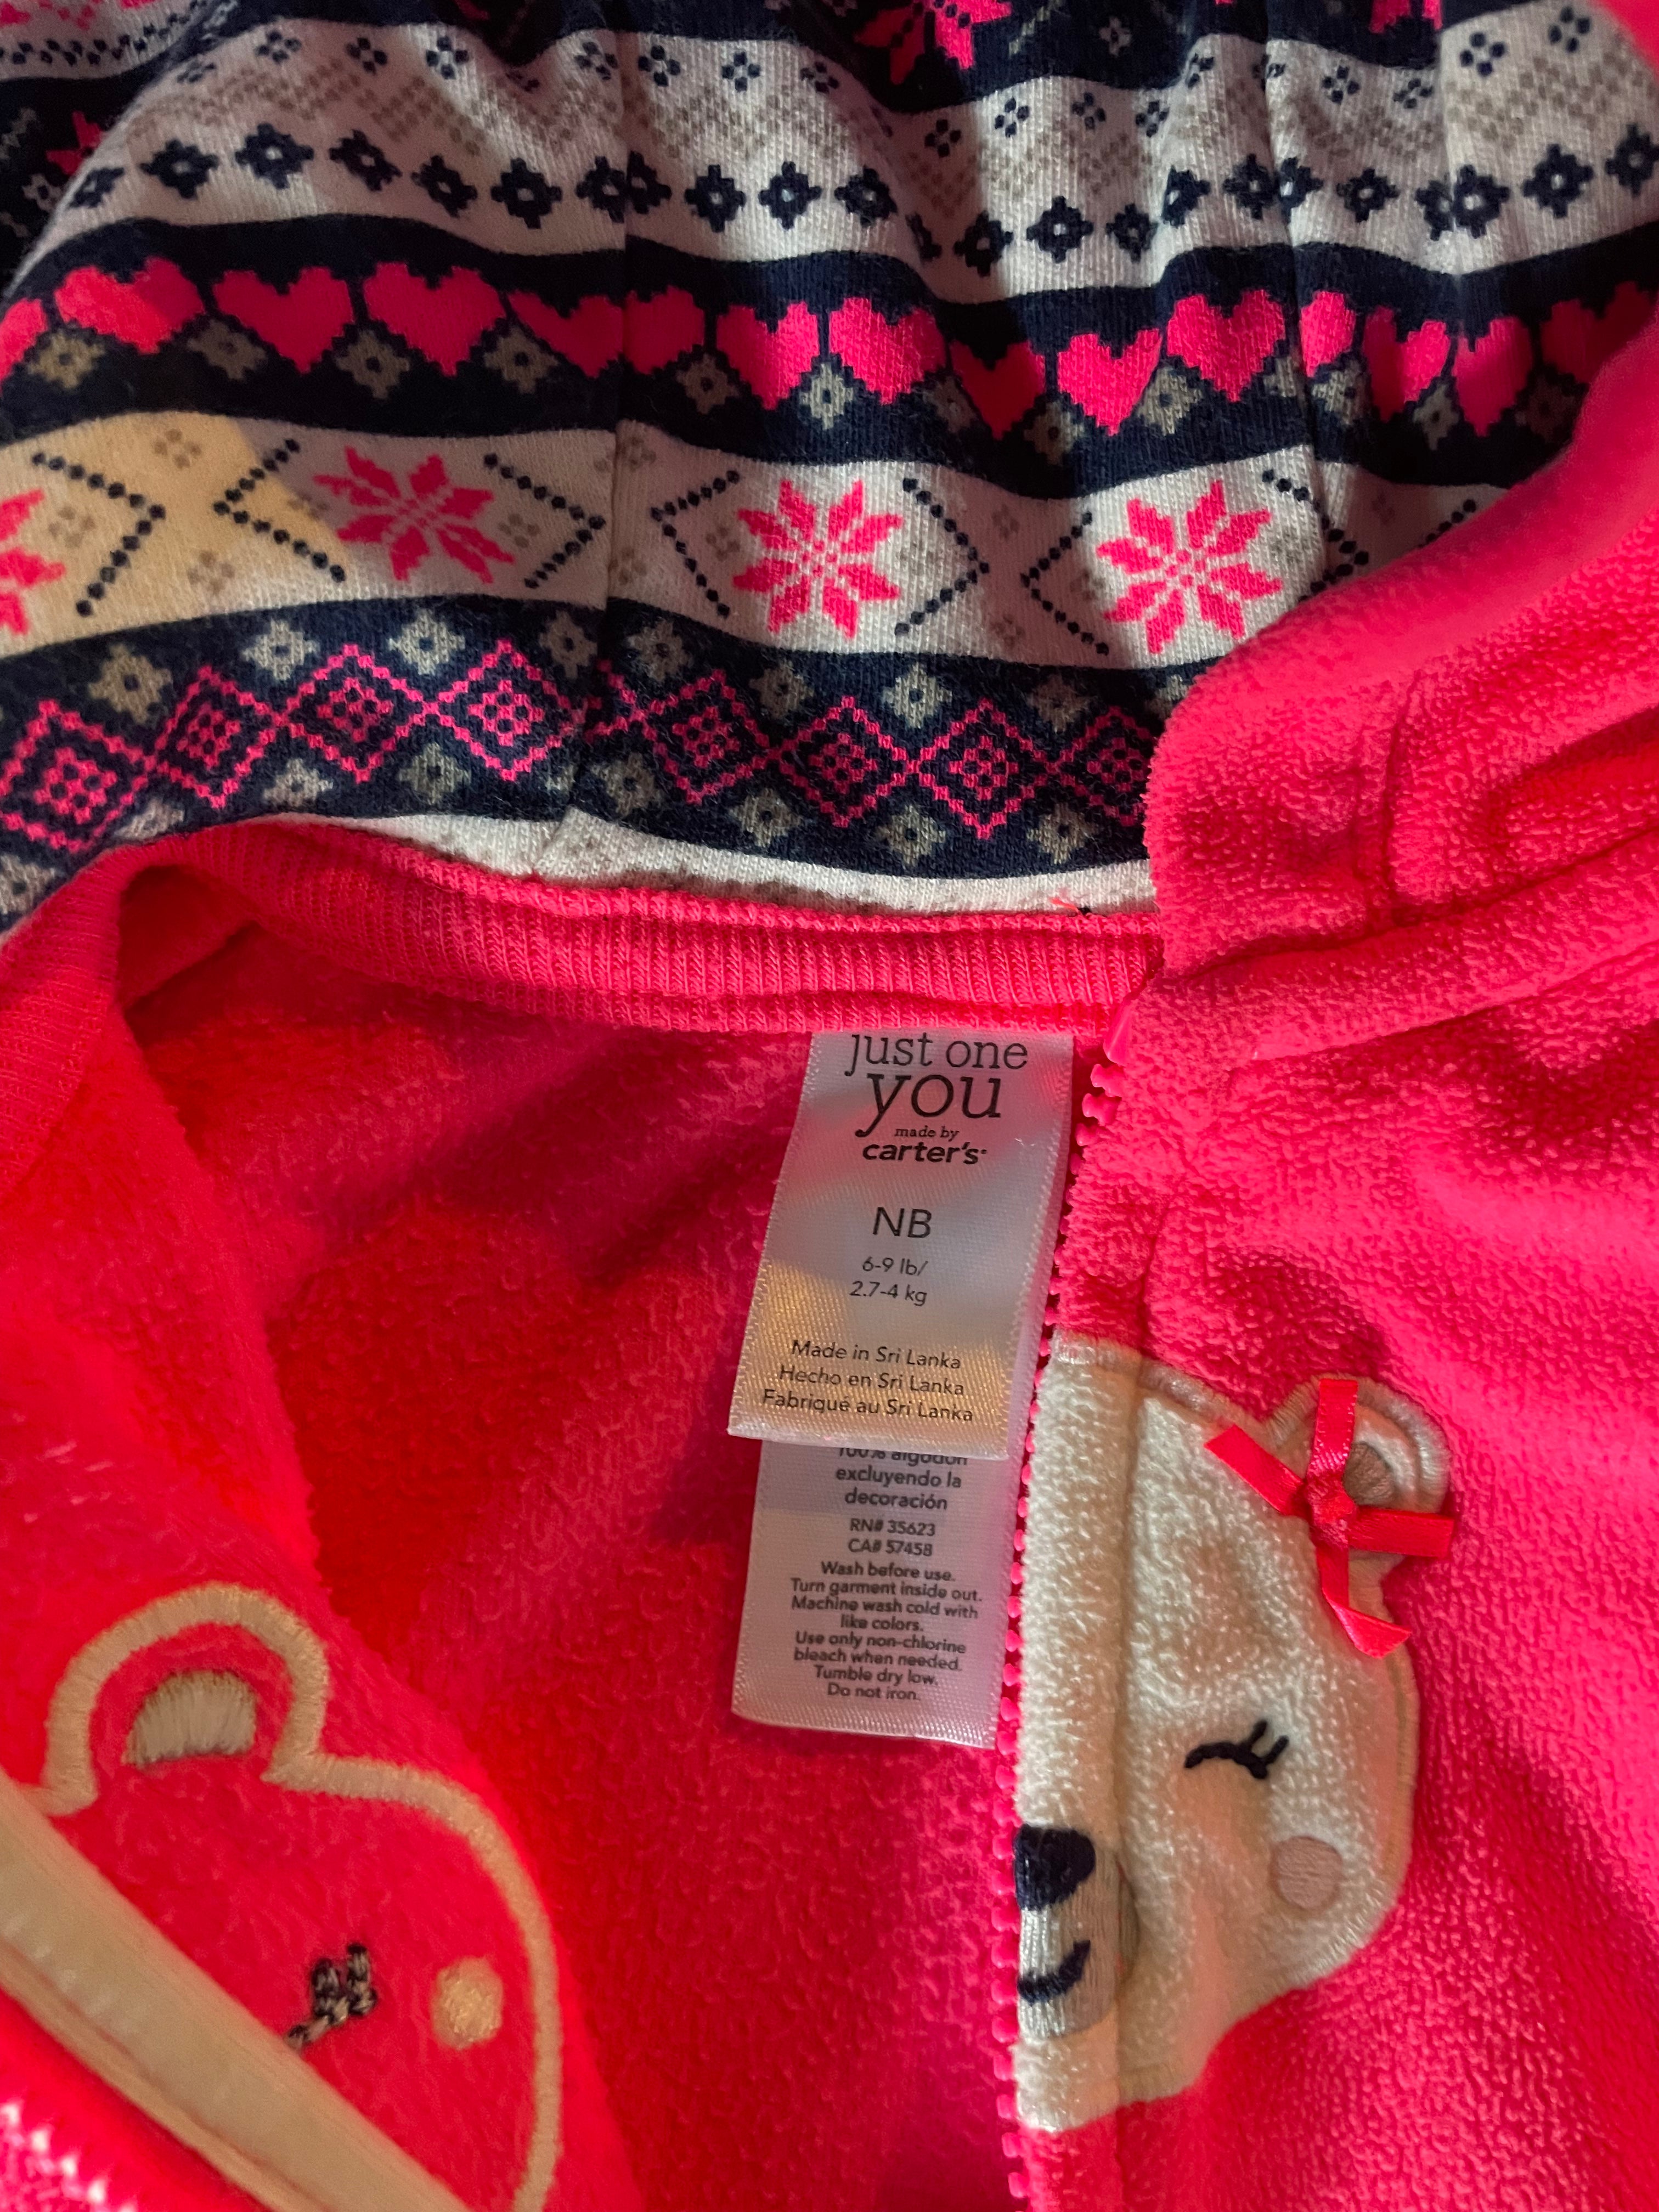 just one
you
made by
carter's
NB
6-9 lb/
2.7-4 kg
Made in Sri Lanka
Hecho en Sri Lanka
Fabriqué au Sri Lanka
100% algodón
excluyendo la
decoración
RN# 35623
CA# 57458
Wash before use.
Turn garment inside out.
Machine wash cold with
like colors.
Use only non-chlorine
bleach when needed.
Tumble dry low.
Do not iron.